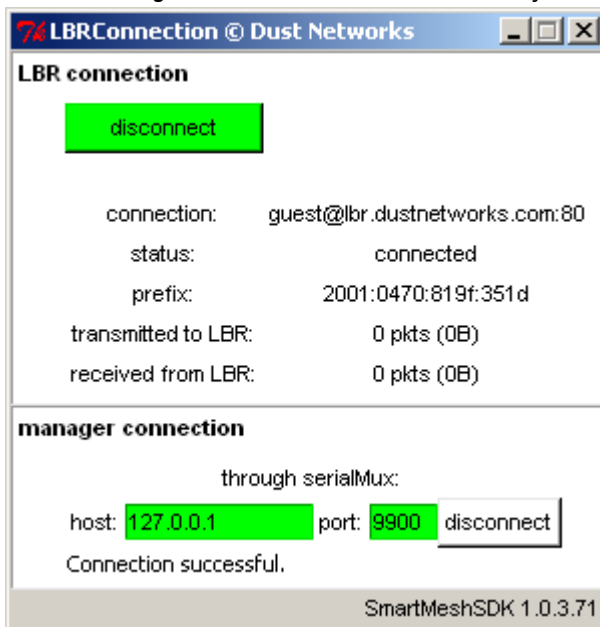 LBRConnection © Dust Networks
LBR connection
disconnect
connection: guest@lbr.dustnetworks.com:80
status: connected
prefix: 2001:0470:819f:351d
transmitted to LBR: 0 pkts (0B)
received from LBR: 0 pkts (0B)
manager connection
through serialMux:
host: 127.0.0.1 port: 9900 disconnect
Connection successful.
SmartMeshSDK 1.0.3.71